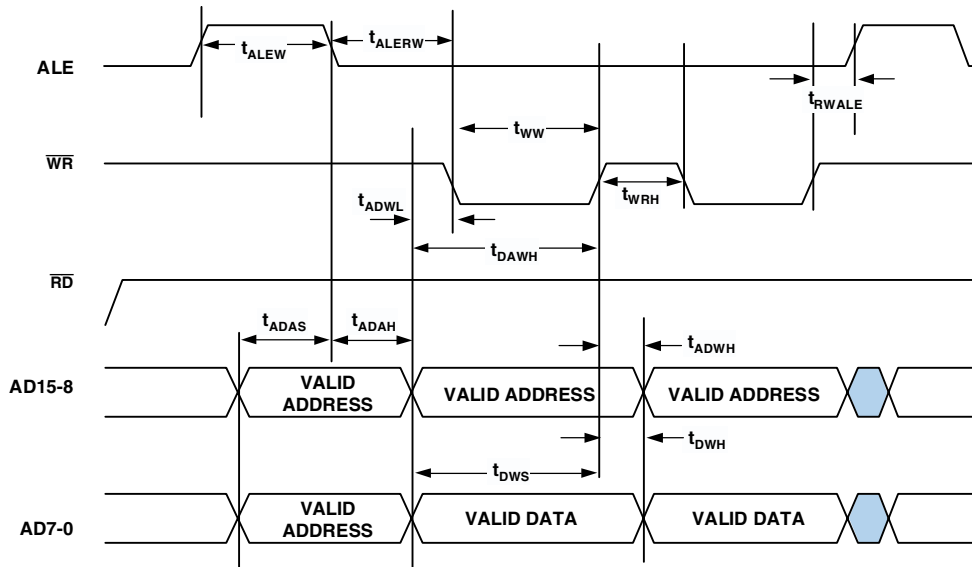 ALE
tALEW
tALERW
tRWALE
WR
tWW
tWRH
tADWL
tDAWH
RD
tADAS
tADAH
tADWH
AD15-8
VALID
ADDRESS
VALID ADDRESS
VALID ADDRESS
tDWH
tDWS
AD7-0
VALID
ADDRESS
VALID DATA
VALID DATA